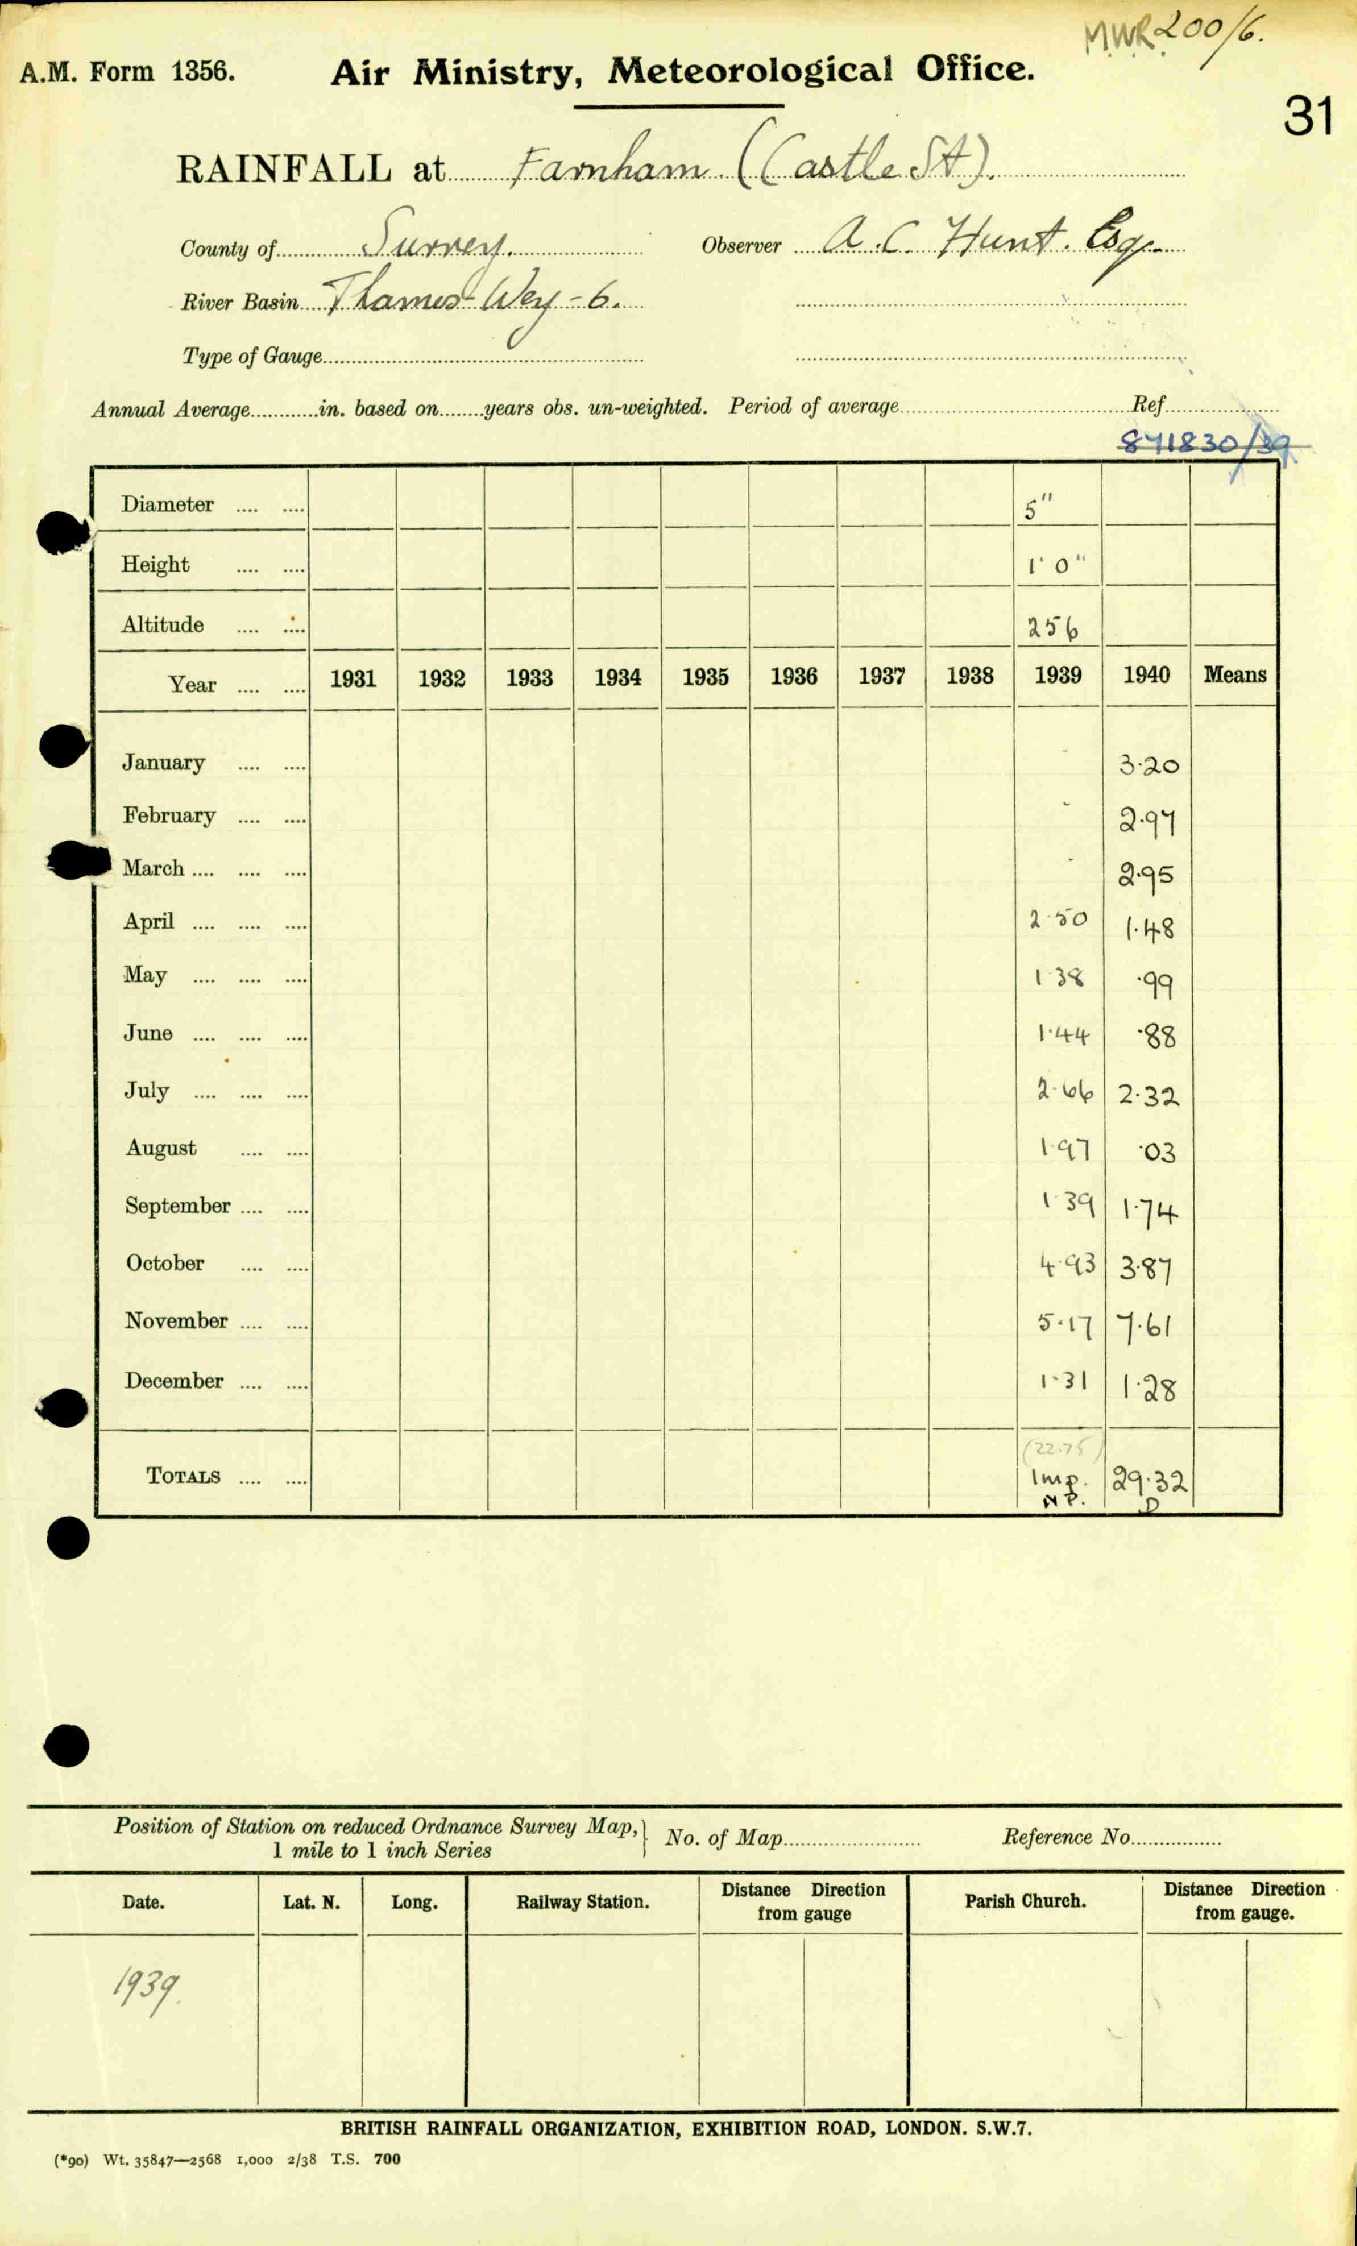 MWR 200/6.
A.M. Form 1356. Air Ministry, Meteorological Office.
31
RAINFALL at Farnham (Castle St).
County of Surrey. Observer A.C. Hunt. Esq.
River Basin Thames-Wey-6.
Type of Gauge
Annual Average in. based on years obs. un-weighted. Period of average Ref
871830/39
Diameter .... .... 5"
Height .... .... 1' 0"
Altitude .... .... 256
Year .... .... 1931 1932 1933 1934 1935 1936 1937 1938 1939 1940 Means
January .... .... - 3.20
February .... .... - 2.97
March .... .... .... - 2.95
April .... .... .... 2.50 1.48
May .... .... .... 1.38 .99
June .... .... .... 1.44 .88
July .... .... .... 2.66 2.32
August .... .... 1.97 .03
September .... .... 1.39 1.74
October .... .... 4.93 3.87
November .... .... 5.17 7.61
December .... .... 1.31 1.28
(22.75)
TOTALS .... .... Imp. 29.32
N P. D
Position of Station on reduced Ordnance Survey Map, } No. of Map Reference No
1 mile to 1 inch Series
Date. Lat. N. Long. Railway Station. Distance Direction from gauge Parish Church. Distance Direction from gauge.
1939.
BRITISH RAINFALL ORGANIZATION, EXHIBITION ROAD, LONDON. S.W.7.
(*90) Wt. 35847—2568 1,000 2/38 T.S. 700